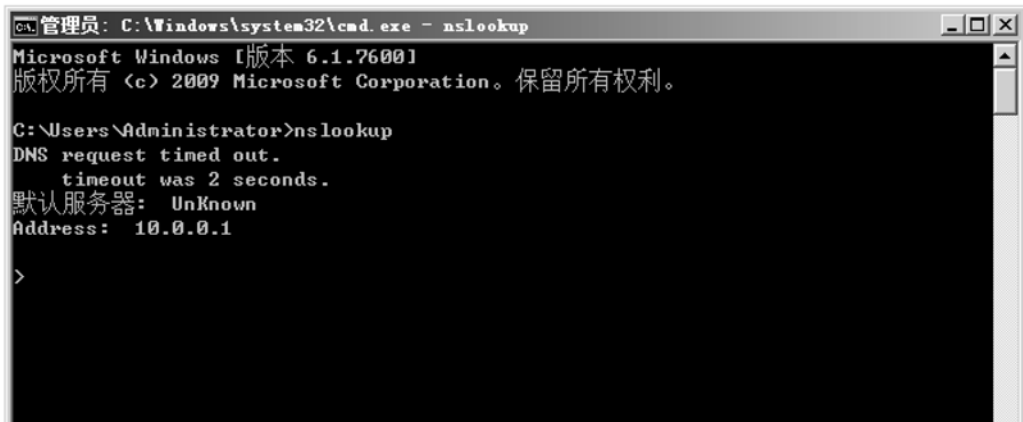 管理员: C:\Windows\system32\cmd.exe - nslookup
Microsoft Windows [版本 6.1.7600]
版权所有 (c) 2009 Microsoft Corporation。保留所有权利。
C:\Users\Administrator>nslookup
DNS request timed out.
    timeout was 2 seconds.
默认服务器:  UnKnown
Address:  10.0.0.1
>